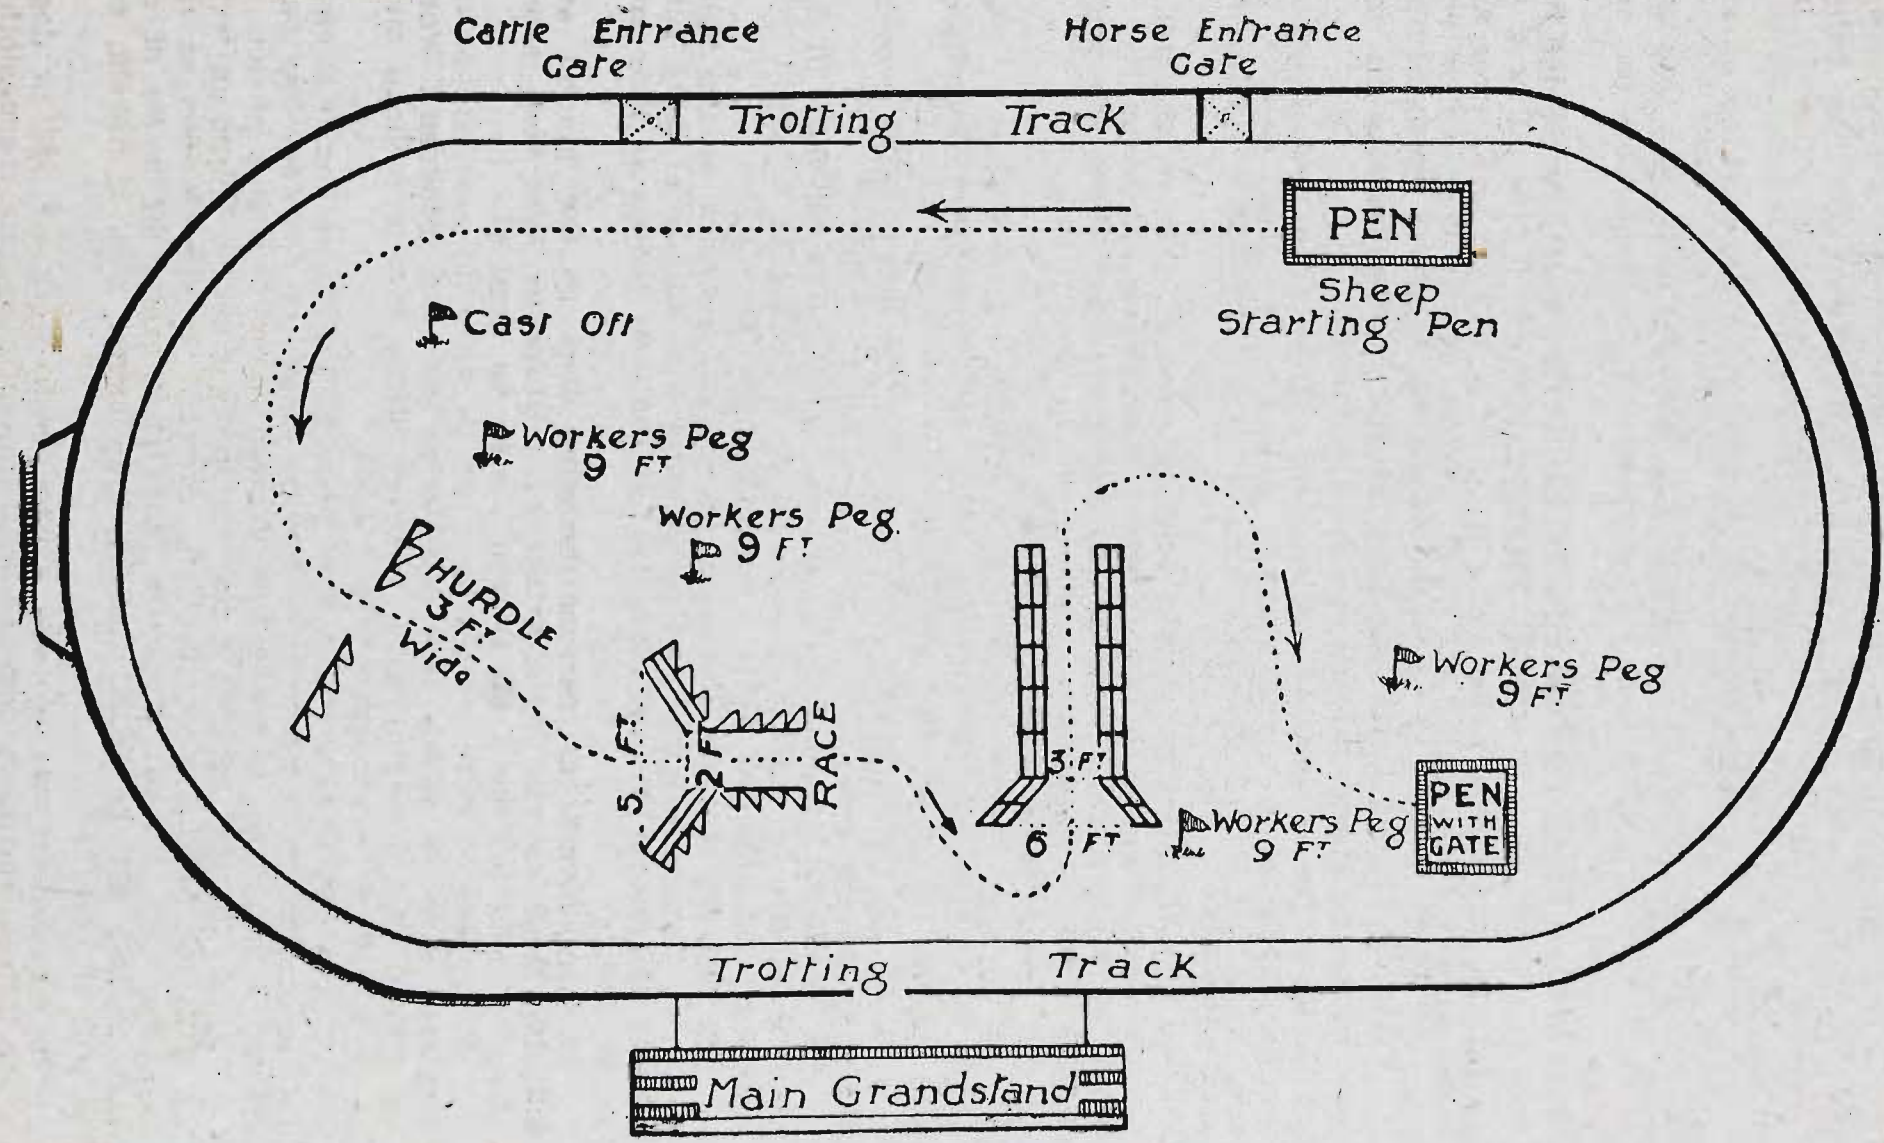 Cattle Entrance
Gate
Horse Entrance
Gate
Trotting Track
PEN
Sheep
Starting Pen
Cast Off
Workers Peg
9 FT
Workers Peg.
9 FT
HURDLE
3 FT
Wide
5 FT
2 FT
RACE
3 FT
6 FT
Workers Peg
9 FT
Workers Peg
9 FT
PEN
WITH
GATE
Trotting Track
Main Grandstand